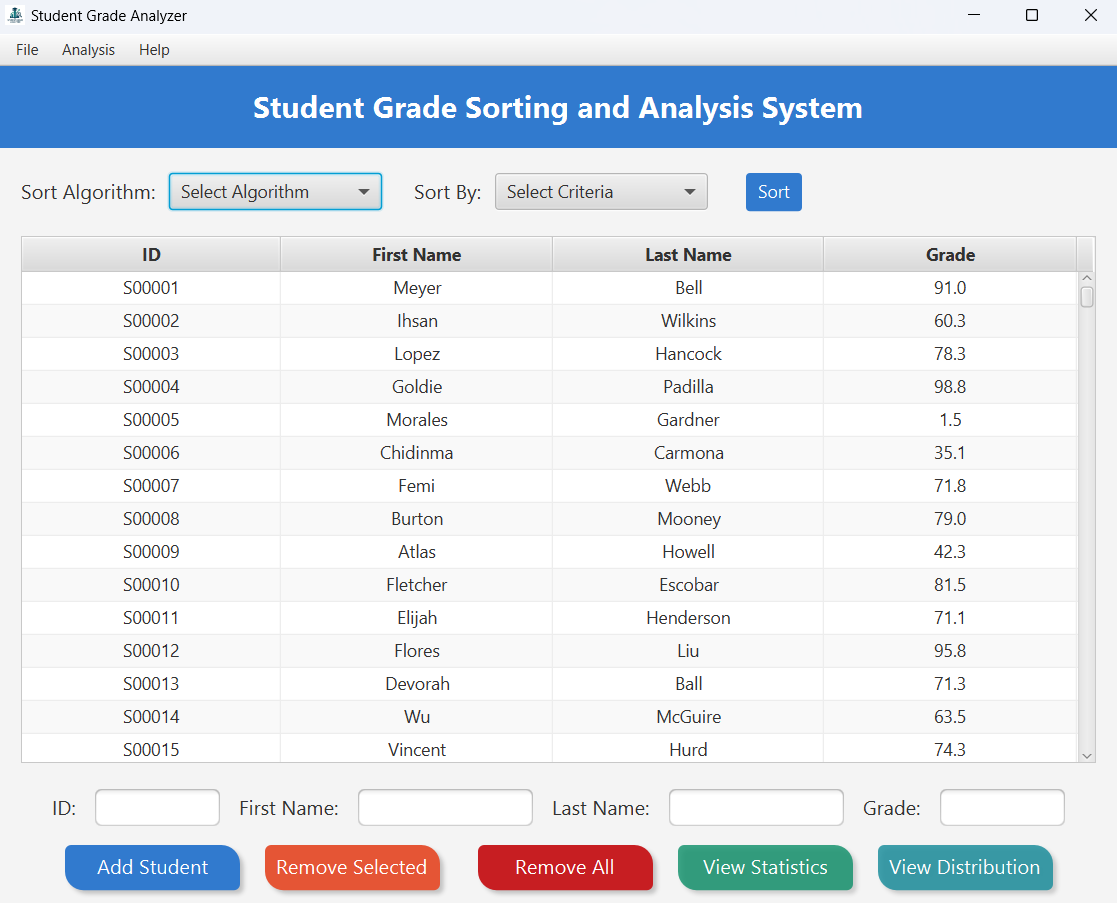 Student Grade Analyzer
File Analysis Help
Student Grade Sorting and Analysis System
Sort Algorithm: Select Algorithm Sort By: Select Criteria Sort
ID First Name Last Name Grade
S00001 Meyer Bell 91.0
S00002 Ihsan Wilkins 60.3
S00003 Lopez Hancock 78.3
S00004 Goldie Padilla 98.8
S00005 Morales Gardner 1.5
S00006 Chidinma Carmona 35.1
S00007 Femi Webb 71.8
S00008 Burton Mooney 79.0
S00009 Atlas Howell 42.3
S00010 Fletcher Escobar 81.5
S00011 Elijah Henderson 71.1
S00012 Flores Liu 95.8
S00013 Devorah Ball 71.3
S00014 Wu McGuire 63.5
S00015 Vincent Hurd 74.3
ID: First Name: Last Name: Grade:
Add Student Remove Selected Remove All View Statistics View Distribution